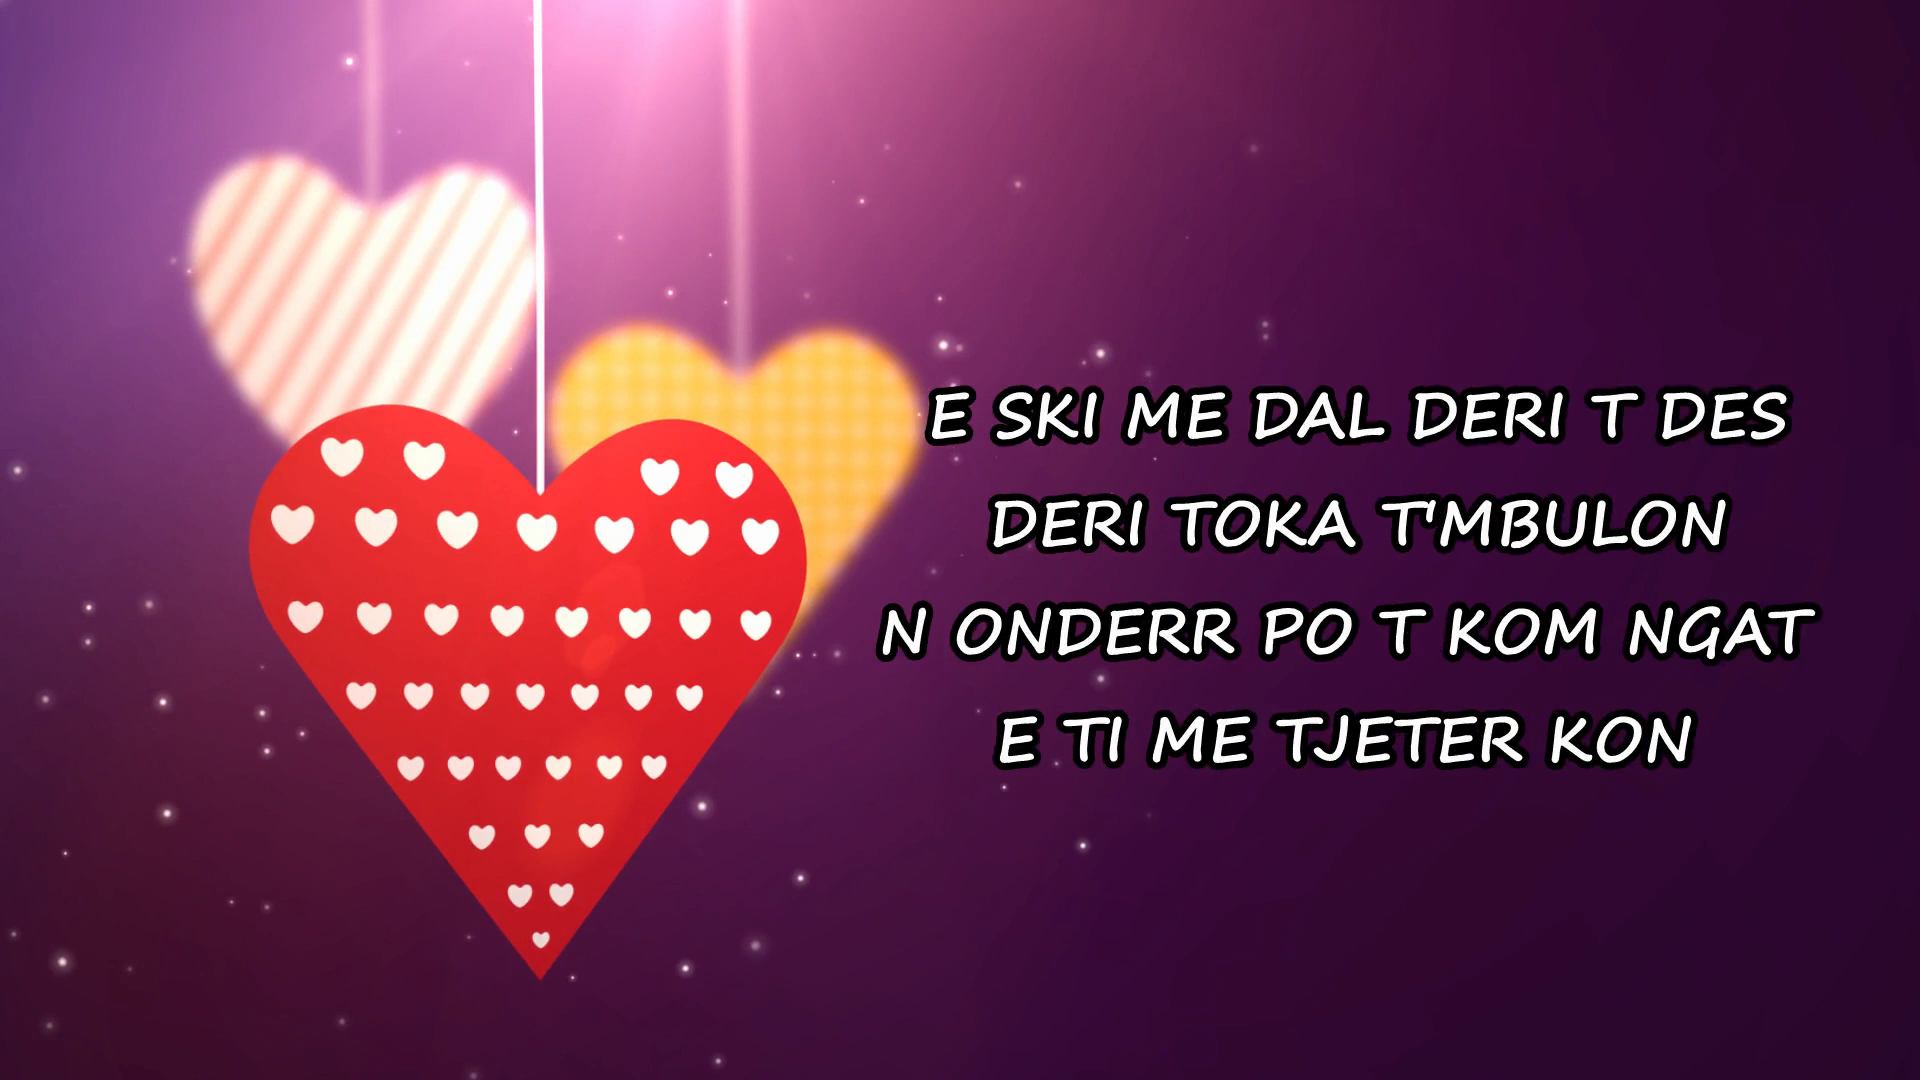 E SKI ME DAL DERI T DES
DERI TOKA T'MBULON
N ONDERR PO T KOM NGAT
E TI ME TJETER KON